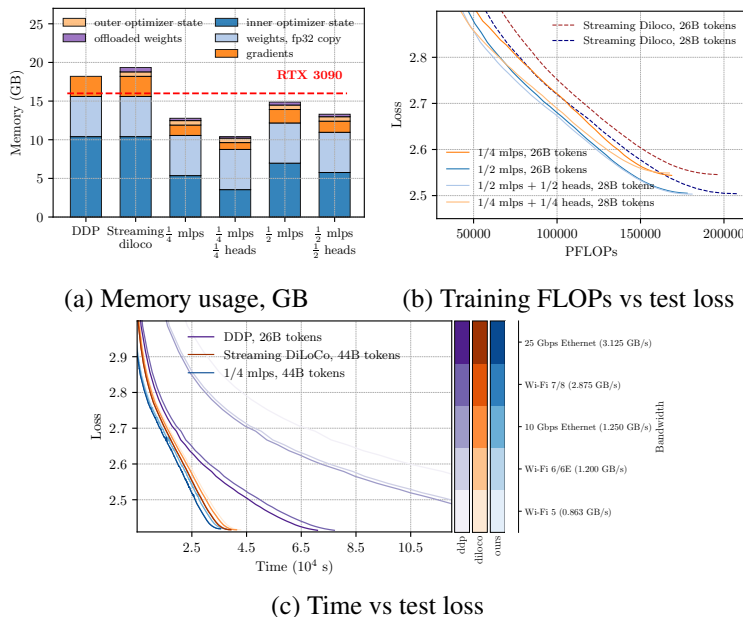 outer optimizer state
offloaded weights
inner optimizer state
weights, fp32 copy
gradients
RTX 3090
Memory (GB)
25
20
15
10
5
0
DDP
Streaming
diloco
1/4 mlps
1/4 mlps
1/4 heads
1/2 mlps
1/2 mlps
1/2 heads
(a) Memory usage, GB
Streaming Diloco, 26B tokens
Streaming Diloco, 28B tokens
Loss
2.9
2.8
2.7
2.6
2.5
1/4 mlps, 26B tokens
1/2 mlps, 26B tokens
1/2 mlps + 1/2 heads, 28B tokens
1/4 mlps + 1/4 heads, 28B tokens
50000
100000
150000
200000
PFLOPs
(b) Training FLOPs vs test loss
DDP, 26B tokens
Streaming DiLoCo, 44B tokens
1/4 mlps, 44B tokens
Loss
2.9
2.8
2.7
2.6
2.5
2.5
4.5
6.5
8.5
10.5
Time (10⁴ s)
25 Gbps Ethernet (3.125 GB/s)
Wi-Fi 7/8 (2.875 GB/s)
10 Gbps Ethernet (1.250 GB/s)
Wi-Fi 6/6E (1.200 GB/s)
Wi-Fi 5 (0.863 GB/s)
Bandwidth
ddp
diloco
ours
(c) Time vs test loss